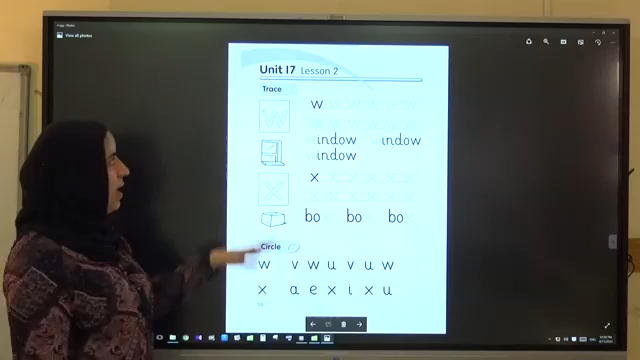 View all photos
Unit 17 Lesson 2
Trace
w
indow indow
indow
x
bo bo bo
Circle
w v w u v u w
x a e x i x u